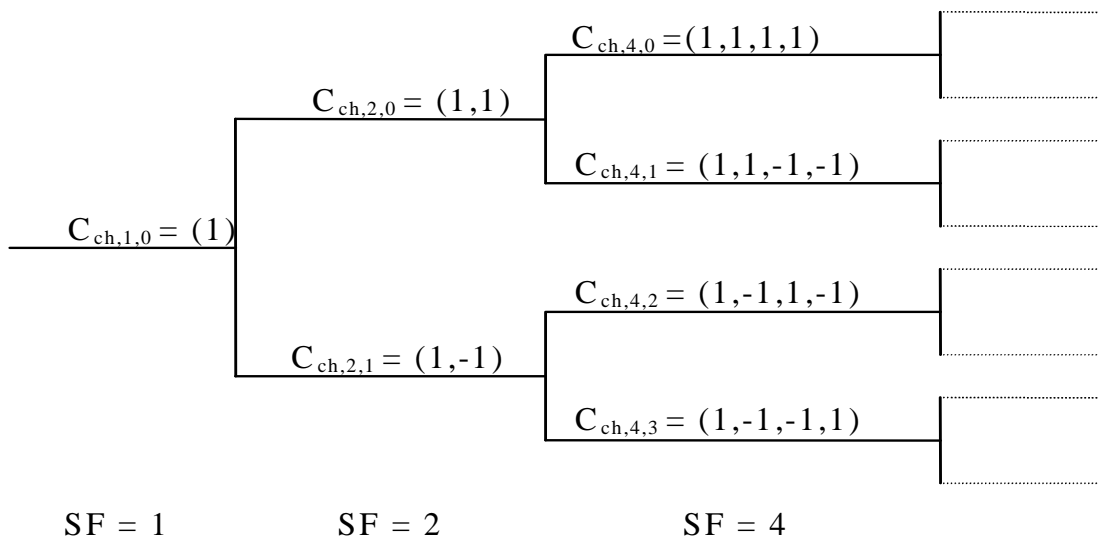 C ch,4,0 = (1,1,1,1)
C ch,2,0 = (1,1)
C ch,4,1 = (1,1,-1,-1)
C ch,1,0 = (1)
C ch,4,2 = (1,-1,1,-1)
C ch,2,1 = (1,-1)
C ch,4,3 = (1,-1,-1,1)
SF = 1 SF = 2 SF = 4